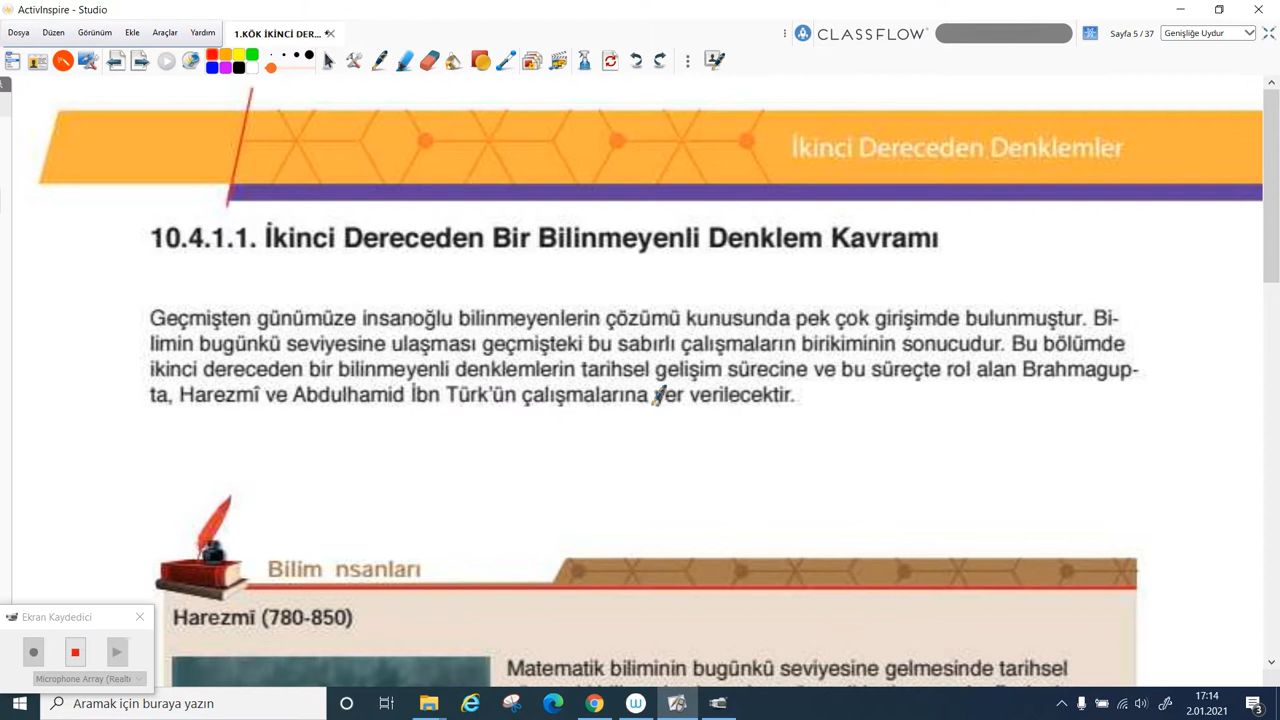 ActivInspire - Studio
Dosya Düzen Görünüm Ekle Araçlar Yardım 1.KÖK İKİNCİ DER... CLASSFLOW Sayfa 5 / 37 Genişliğe Uydur
İkinci Dereceden Denklemler
10.4.1.1. İkinci Dereceden Bir Bilinmeyenli Denklem Kavramı
Geçmişten günümüze insanoğlu bilinmeyenlerin çözümü kunusunda pek çok girişimde bulunmuştur. Bi-
limin bugünkü seviyesine ulaşması geçmişteki bu sabırlı çalışmaların birikiminin sonucudur. Bu bölümde
ikinci dereceden bir bilinmeyenli denklemlerin tarihsel gelişim sürecine ve bu süreçte rol alan Brahmagup-
ta, Harezmî ve Abdulhamid İbn Türk'ün çalışmalarına yer verilecektir.
Bilim nsanları
Harezmî (780-850)
Matematik biliminin bugünkü seviyesine gelmesinde tarihsel
Ekran Kaydedici
Microphone Array (Realt
Aramak için buraya yazın
17:14
2.01.2021
3